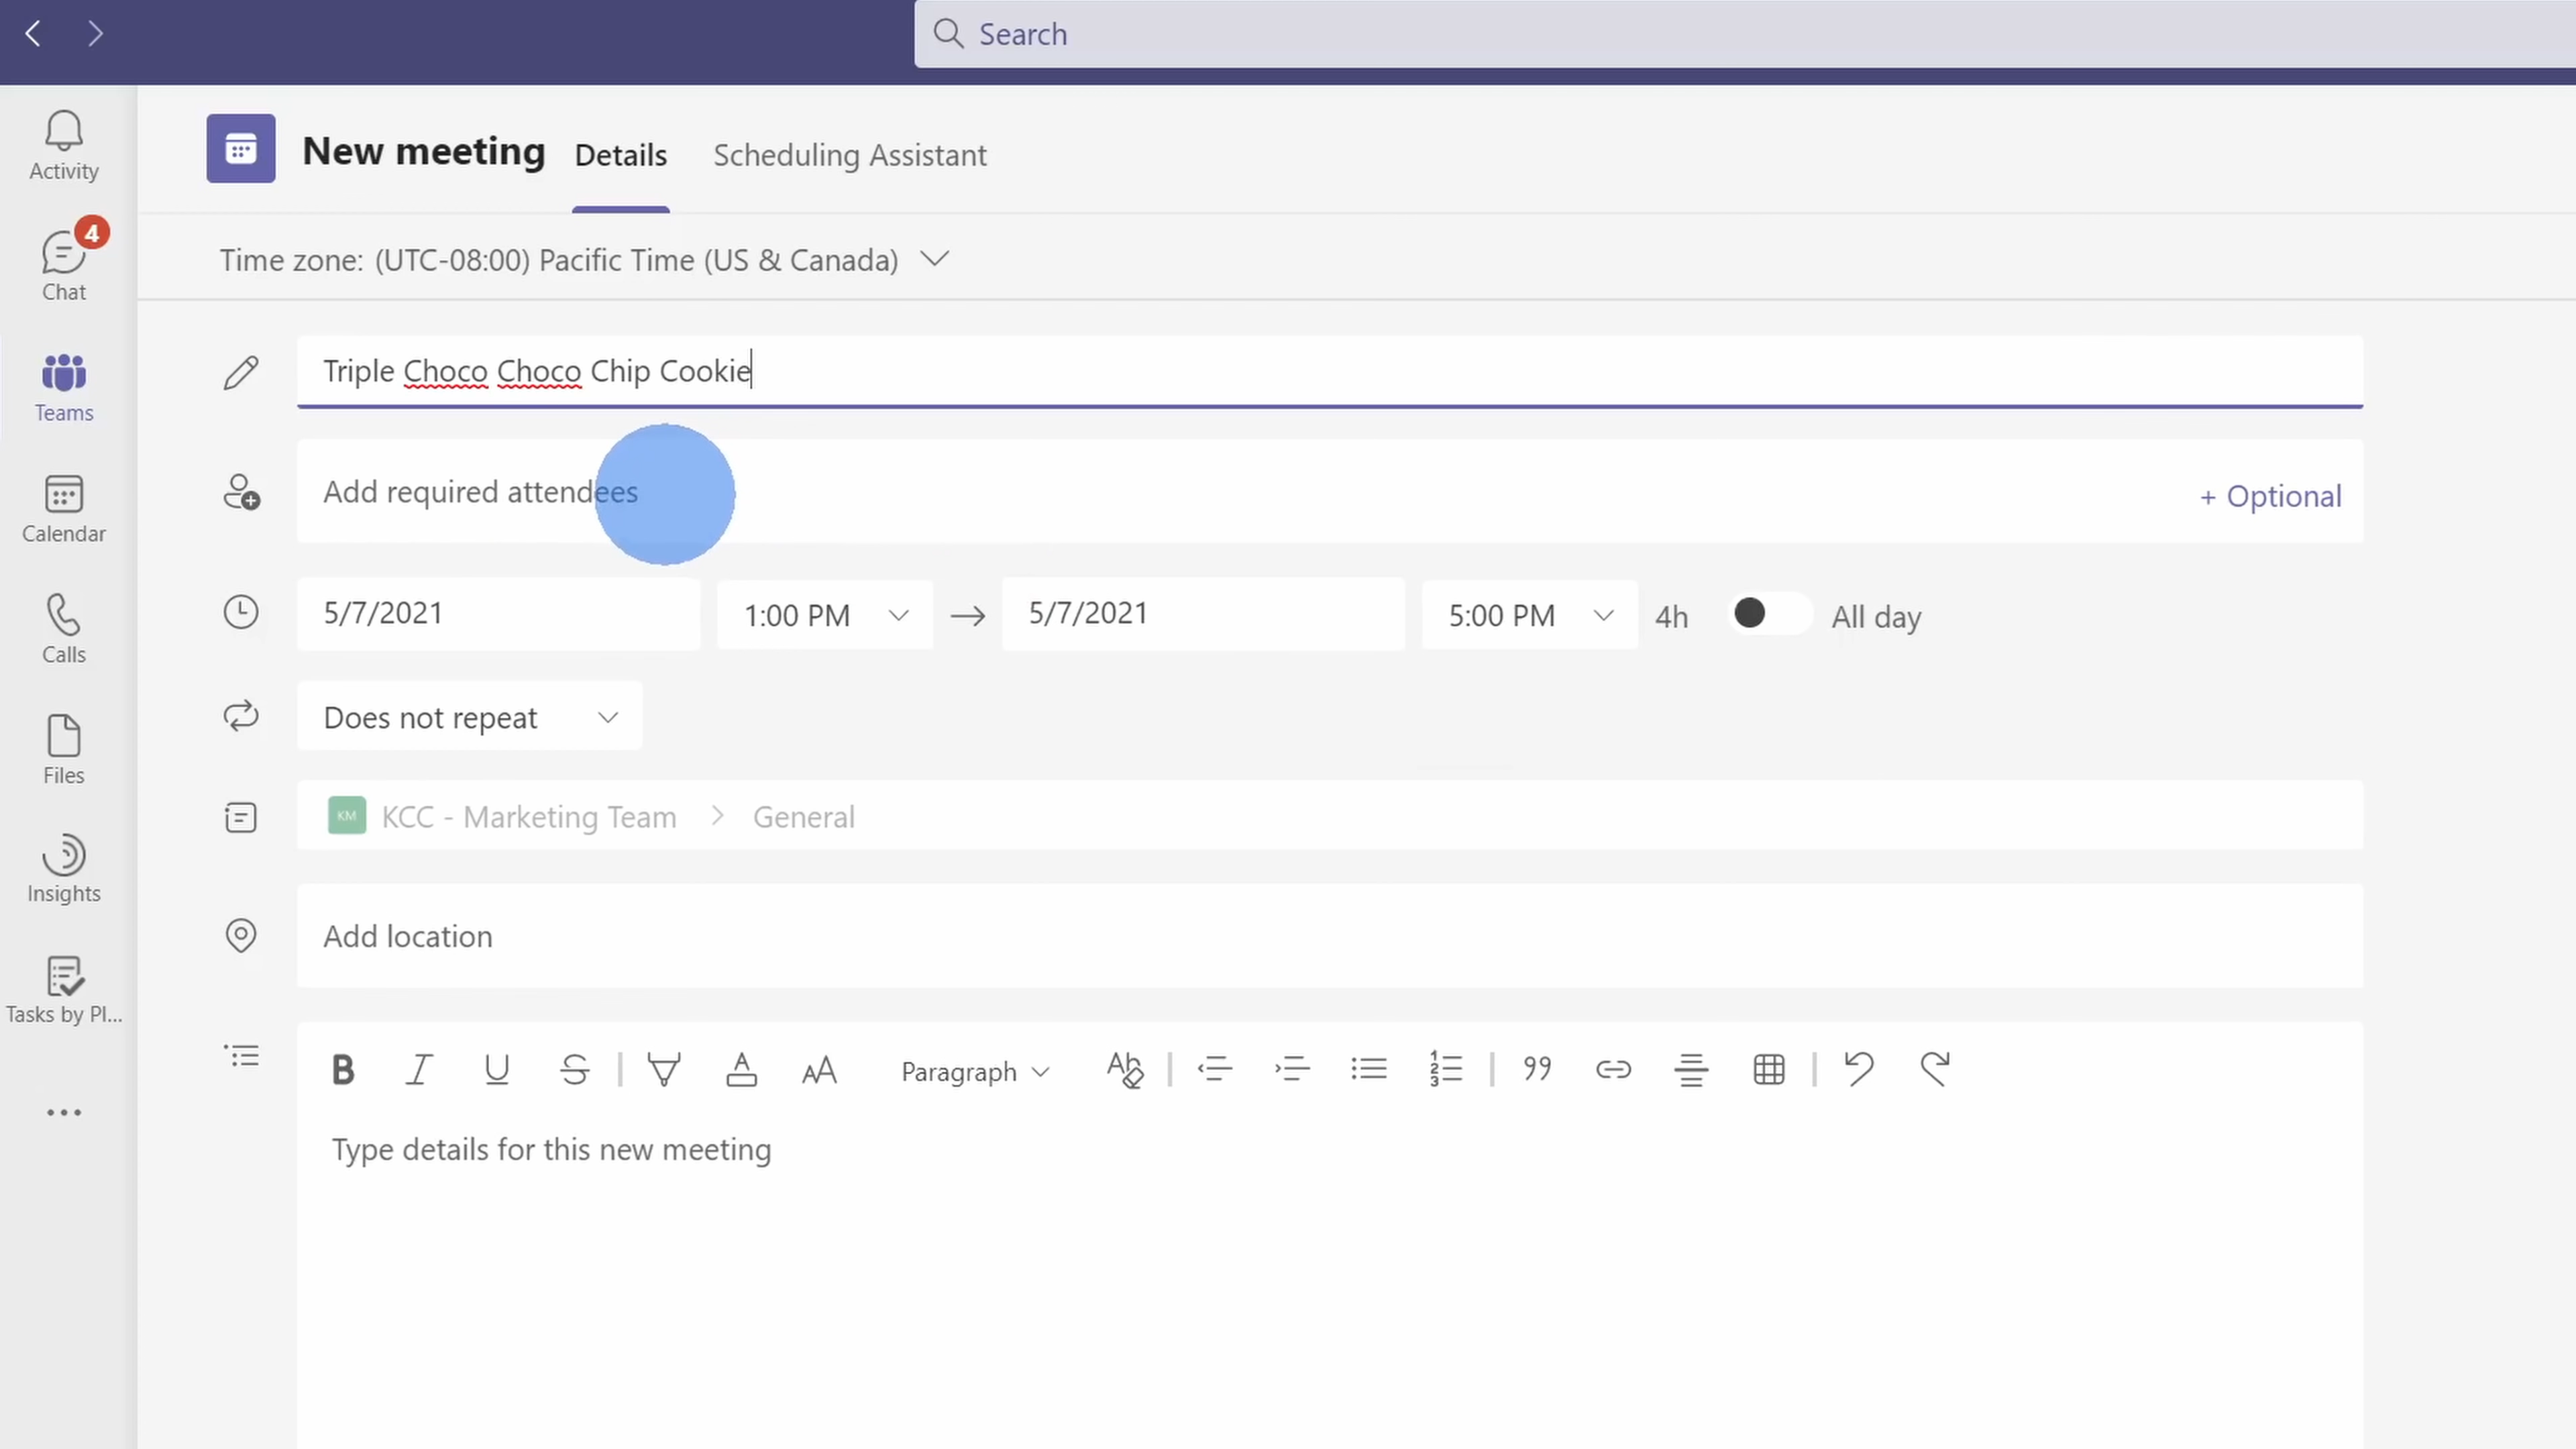 Search
Activity
4
Chat
Teams
Calendar
Calls
Files
Insights
Tasks by Pl...
New meeting Details Scheduling Assistant
Time zone: (UTC-08:00) Pacific Time (US & Canada)
Triple Choco Choco Chip Cookie
Add required attendees + Optional
5/7/2021 1:00 PM 5/7/2021 5:00 PM 4h All day
Does not repeat
KM KCC - Marketing Team General
Add location
Paragraph
Type details for this new meeting